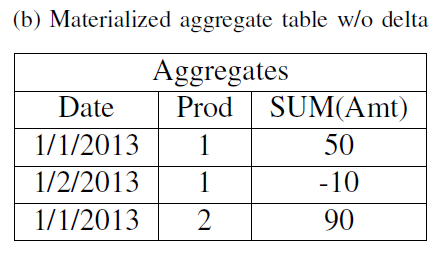 (b) Materialized aggregate table w/o delta
Aggregates
Date Prod SUM(Amt)
1/1/2013 1 50
1/2/2013 1 -10
1/1/2013 2 90